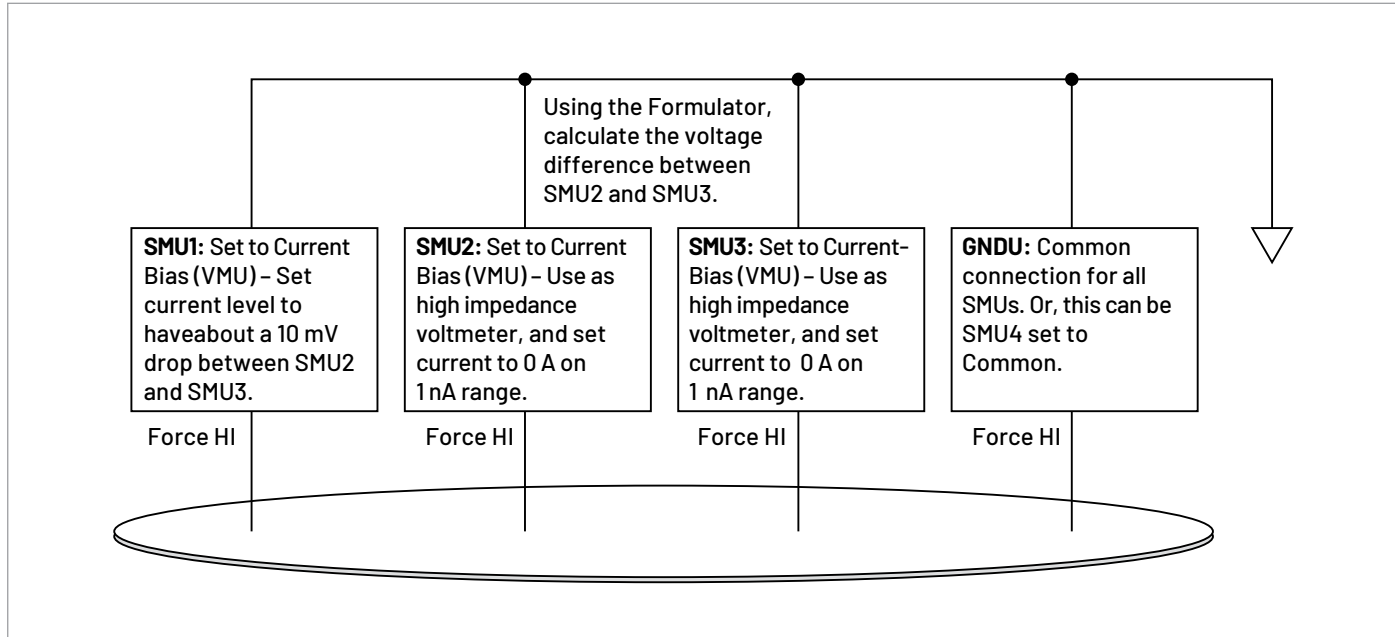 Using the Formulator,
calculate the voltage
difference between
SMU2 and SMU3.
SMU1: Set to Current
Bias (VMU) – Set
current level to
haveabout a 10 mV
drop between SMU2
and SMU3.
SMU2: Set to Current
Bias (VMU) – Use as
high impedance
voltmeter, and set
current to 0 A on
1 nA range.
SMU3: Set to Current-
Bias (VMU) – Use as
high impedance
voltmeter, and set
current to 0 A on
1 nA range.
GNDU: Common
connection for all
SMUs. Or, this can be
SMU4 set to
Common.
Force HI
Force HI
Force HI
Force HI